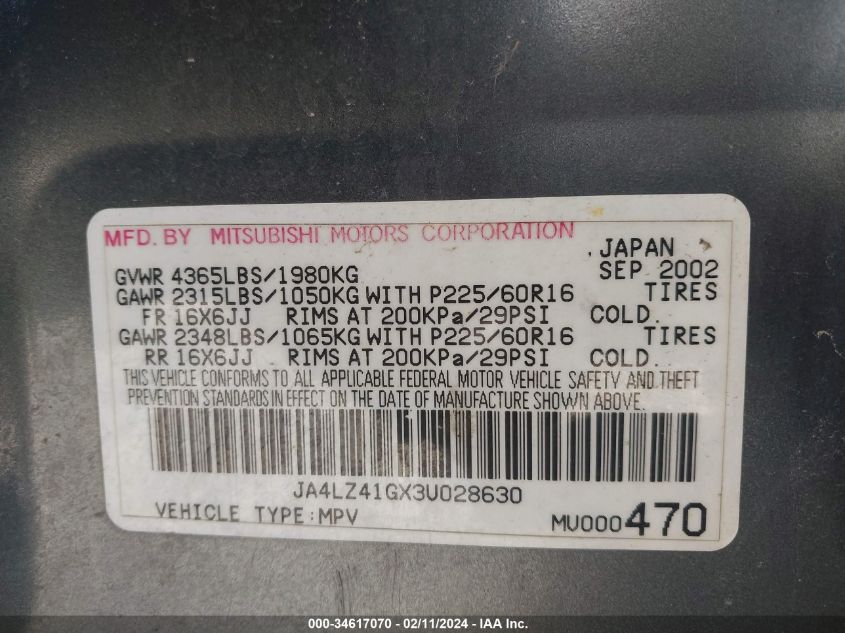 MFD. BY MITSUBISHI MOTORS CORPORATION
JAPAN
GVWR 4365LBS/1980KG SEP 2002
GAWR 2315LBS/1050KG WITH P225/60R16 TIRES
FR 16X6JJ RIMS AT 200KPa/29PSI COLD.
GAWR 2348LBS/1065KG WITH P225/60R16 TIRES
RR 16X6JJ RIMS AT 200KPa/29PSI COLD.
THIS VEHICLE CONFORMS TO ALL APPLICABLE FEDERAL MOTOR VEHICLE SAFETY AND THEFT
PREVENTION STANDARDS IN EFFECT ON THE DATE OF MANUFACTURE SHOWN ABOVE.
JA4LZ41GX3U028630
VEHICLE TYPE:MPV MU000470
000-34617070 - 02/11/2024 - IAA Inc.